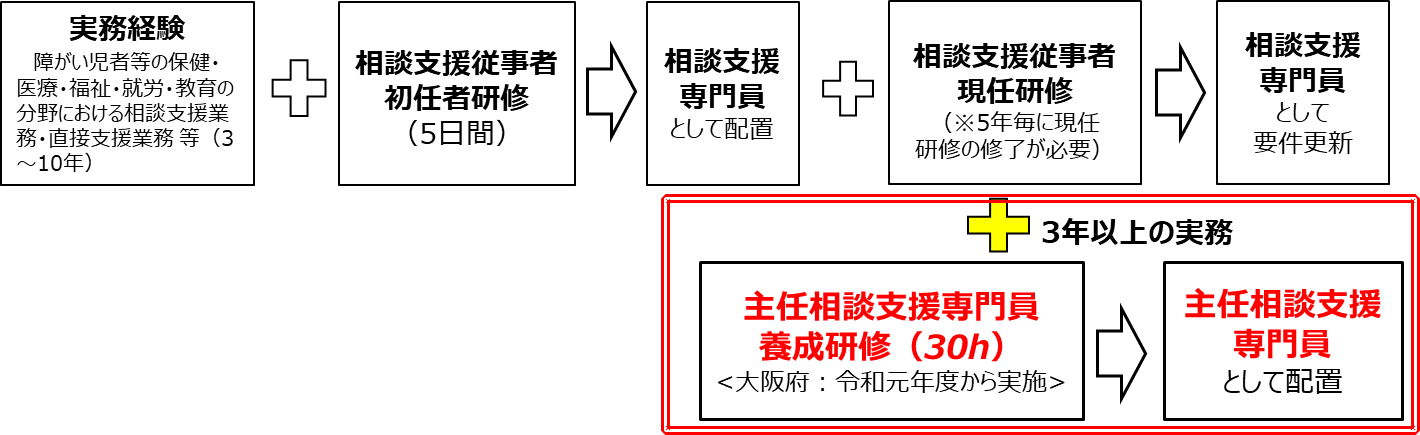 実務経験
障がい児者等の保健・
医療・福祉・就労・教育の
分野における相談支援業
務・直接支援業務 等（3
～10年）
相談支援従事者
初任者研修
（5日間）
相談支援
専門員
として配置
相談支援従事者
現任研修
（※5年毎に現任
研修の修了が必要）
相談支援
専門員
として
要件更新
3年以上の実務
主任相談支援専門員
養成研修（30h）
<大阪府：令和元年度から実施>
主任相談支援
専門員
として配置